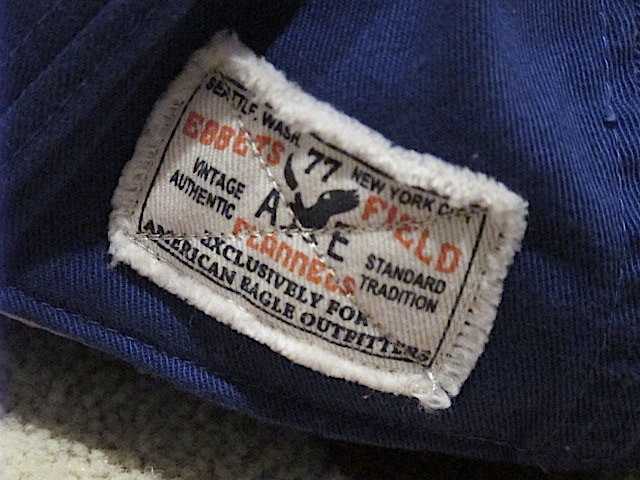 SEATTLE, WASH.
77
NEW YORK CITY
EBBETS
FIELD
FLANNELS
VINTAGE
AUTHENTIC
STANDARD
TRADITION
EXCLUSIVELY FOR
AMERICAN EAGLE OUTFITTERS